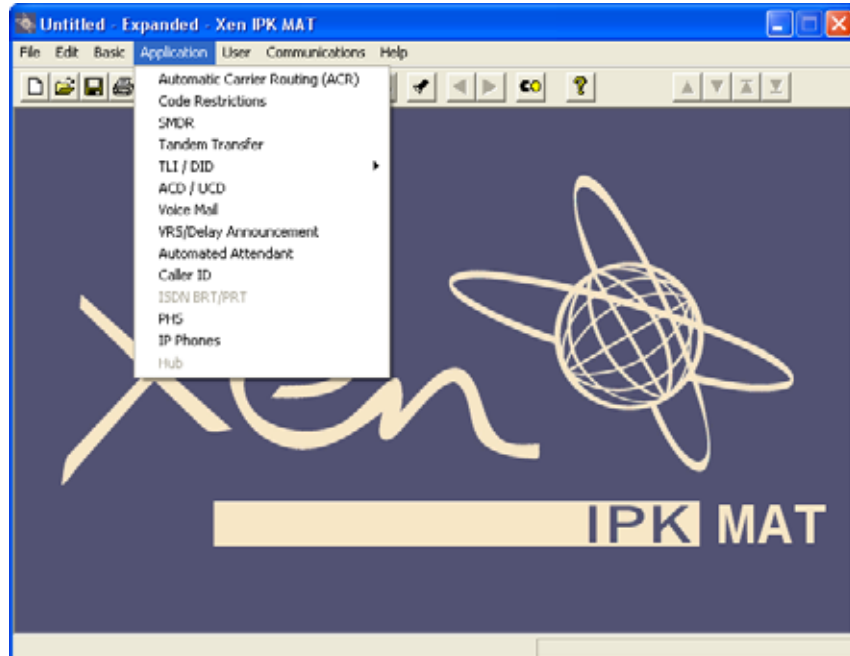 Untitled - Expanded - Xen IPK MAT
File Edit Basic Application User Communications Help
Automatic Carrier Routing (ACR)
Code Restrictions
SMDR
Tandem Transfer
TLI / DID
ACD / UCD
Voice Mail
VRS/Delay Announcement
Automated Attendant
Caller ID
ISDN BRT/PRT
PHS
IP Phones
Hub
Xen
IPK MAT